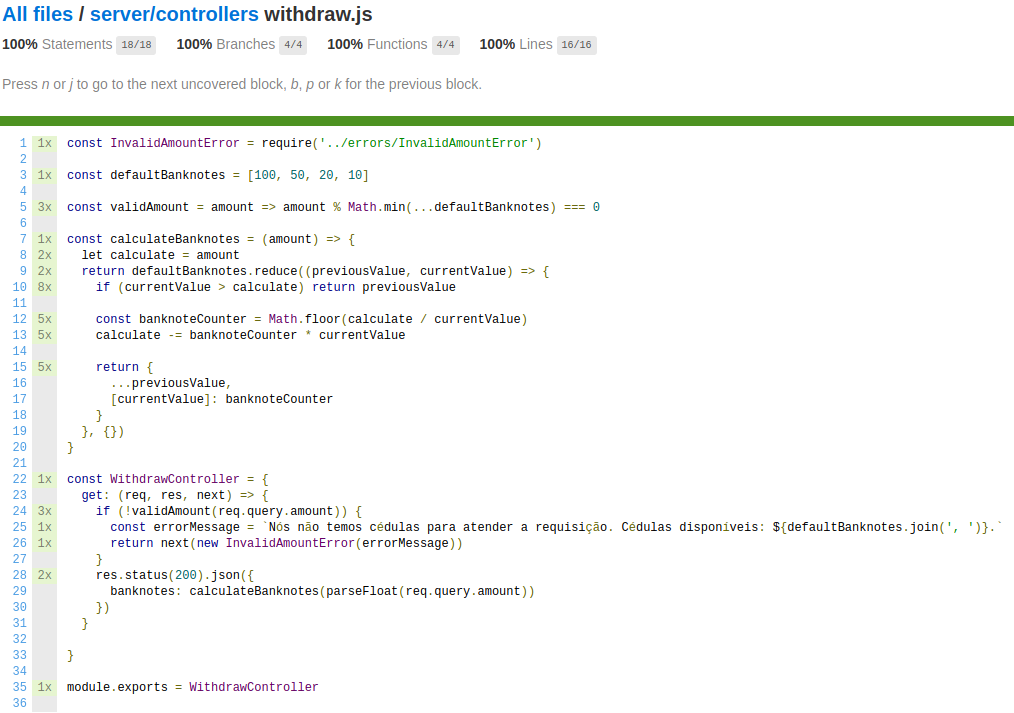 All files / server/controllers withdraw.js
100% Statements 18/18 100% Branches 4/4 100% Functions 4/4 100% Lines 16/16
Press n or j to go to the next uncovered block, b, p or k for the previous block.
1 1x const InvalidAmountError = require('../errors/InvalidAmountError')
2
3 1x const defaultBanknotes = [100, 50, 20, 10]
4
5 3x const validAmount = amount => amount % Math.min(...defaultBanknotes) === 0
6
7 1x const calculateBanknotes = (amount) => {
8 2x   let calculate = amount
9 2x   return defaultBanknotes.reduce((previousValue, currentValue) => {
10 8x     if (currentValue > calculate) return previousValue
11
12 5x     const banknoteCounter = Math.floor(calculate / currentValue)
13 5x     calculate -= banknoteCounter * currentValue
14
15 5x     return {
16       ...previousValue,
17       [currentValue]: banknoteCounter
18     }
19   }, {})
20 }
21
22 1x const WithdrawController = {
23   get: (req, res, next) => {
24 3x     if (!validAmount(req.query.amount)) {
25 1x       const errorMessage = `Nós não temos cédulas para atender a requisição. Cédulas disponíveis: ${defaultBanknotes.join(', ')}.`
26 1x       return next(new InvalidAmountError(errorMessage))
27     }
28 2x     res.status(200).json({
29       banknotes: calculateBanknotes(parseFloat(req.query.amount))
30     })
31   }
32
33 }
34
35 1x module.exports = WithdrawController
36